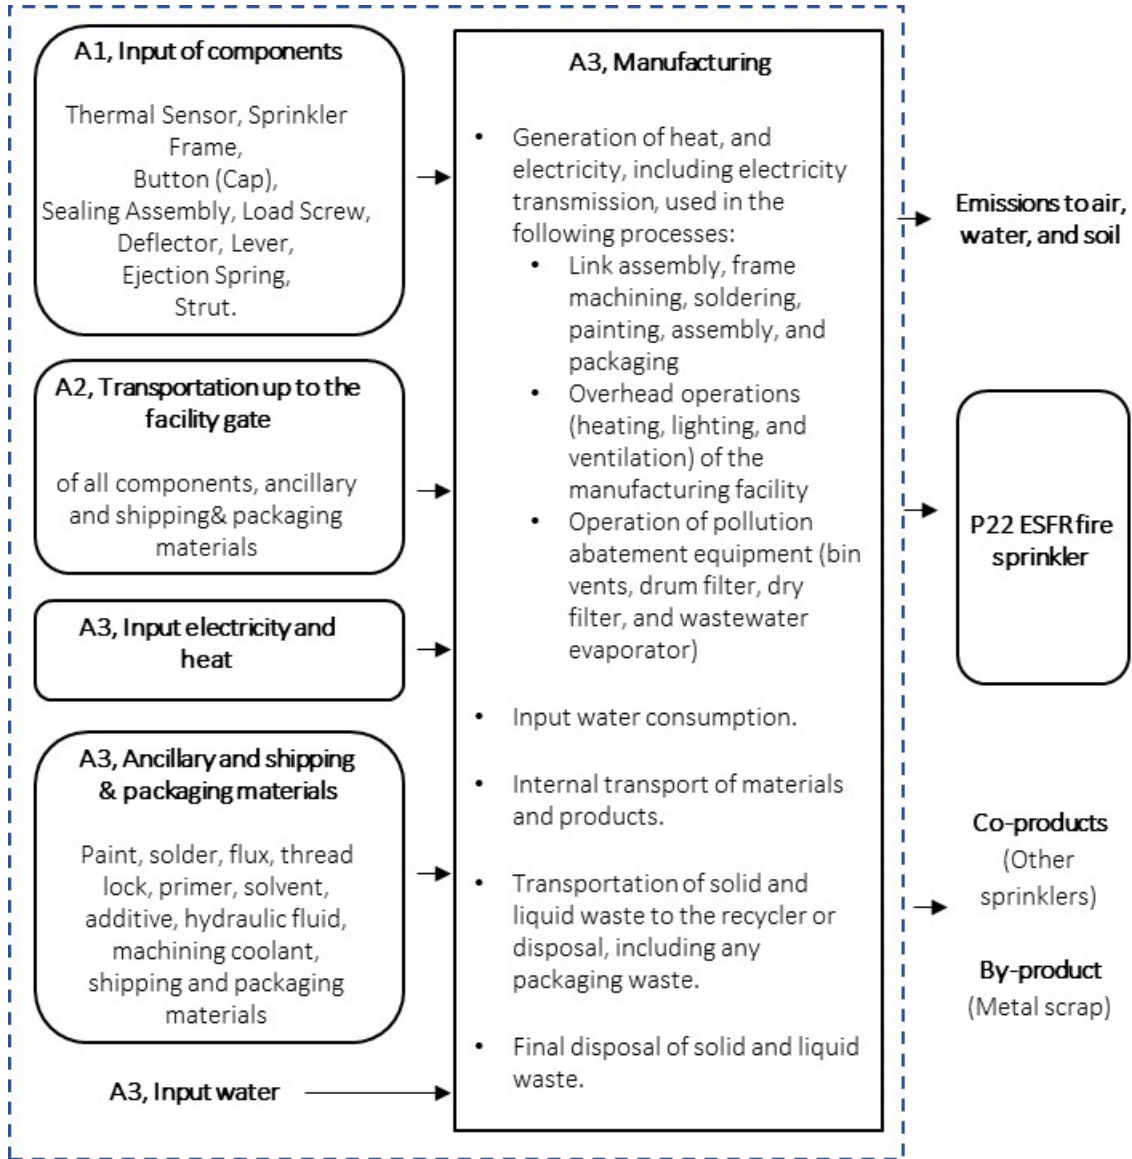 A1, Input of components
Thermal Sensor, Sprinkler
Frame,
Button (Cap),
Sealing Assembly, Load Screw,
Deflector, Lever,
Ejection Spring,
Strut.
A2, Transportation up to the
facility gate
of all components, ancillary
and shipping& packaging
materials
A3, Input electricity and
heat
A3, Ancillary and shipping
& packaging materials
Paint, solder, flux, thread
lock, primer, solvent,
additive, hydraulic fluid,
machining coolant,
shipping and packaging
materials
A3, Input water
A3, Manufacturing
• Generation of heat, and
electricity, including electricity
transmission, used in the
following processes:
• Link assembly, frame
machining, soldering,
painting, assembly, and
packaging
• Overhead operations
(heating, lighting, and
ventilation) of the
manufacturing facility
• Operation of pollution
abatement equipment (bin
vents, drum filter, dry
filter, and wastewater
evaporator)
• Input water consumption.
• Internal transport of materials
and products.
• Transportation of solid and
liquid waste to the recycler or
disposal, including any
packaging waste.
• Final disposal of solid and liquid
waste.
Emissions to air,
water, and soil
P22 ESFR fire
sprinkler
Co-products
(Other
sprinklers)
By-product
(Metal scrap)